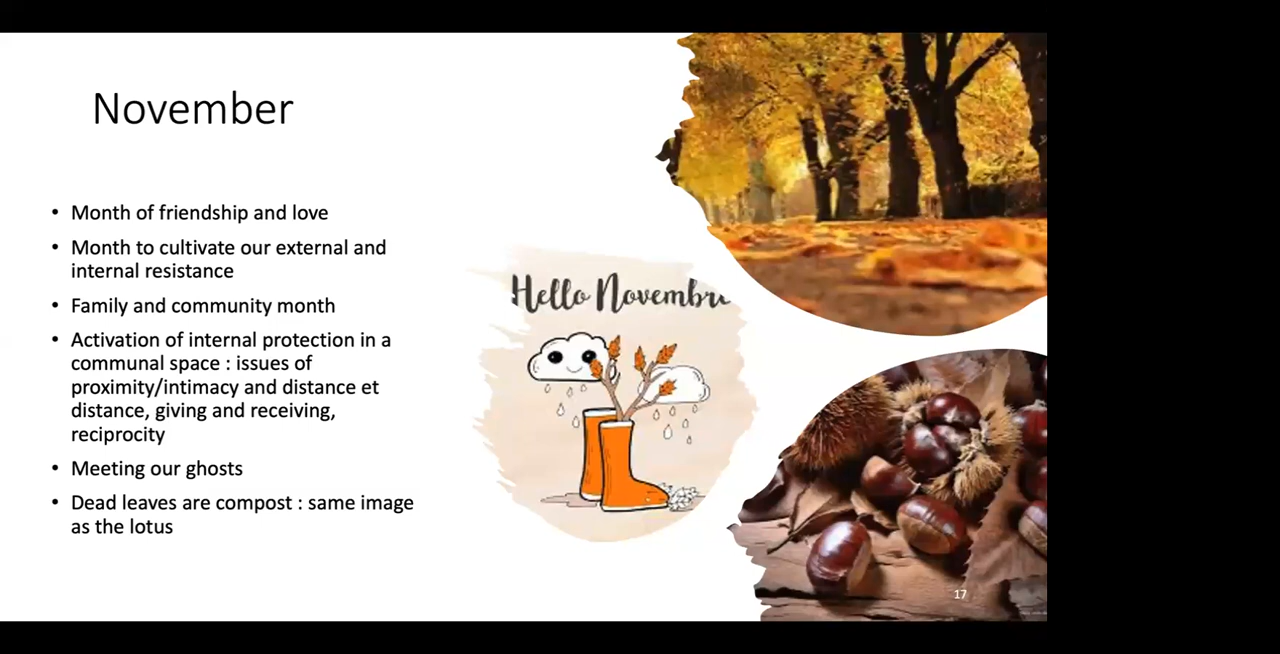 November
• Month of friendship and love
• Month to cultivate our external and
internal resistance
• Family and community month
• Activation of internal protection in a
communal space : issues of
proximity/intimacy and distance et
distance, giving and receiving,
reciprocity
• Meeting our ghosts
• Dead leaves are compost : same image
as the lotus
Hello Novembre
17